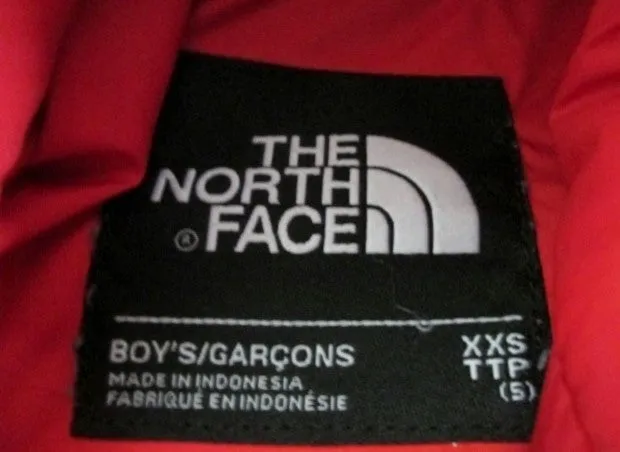 THE
NORTH
® FACE
BOY'S/GARÇONS XXS
MADE IN INDONESIA TTP
FABRIQUÉ EN INDONÉSIE (5)